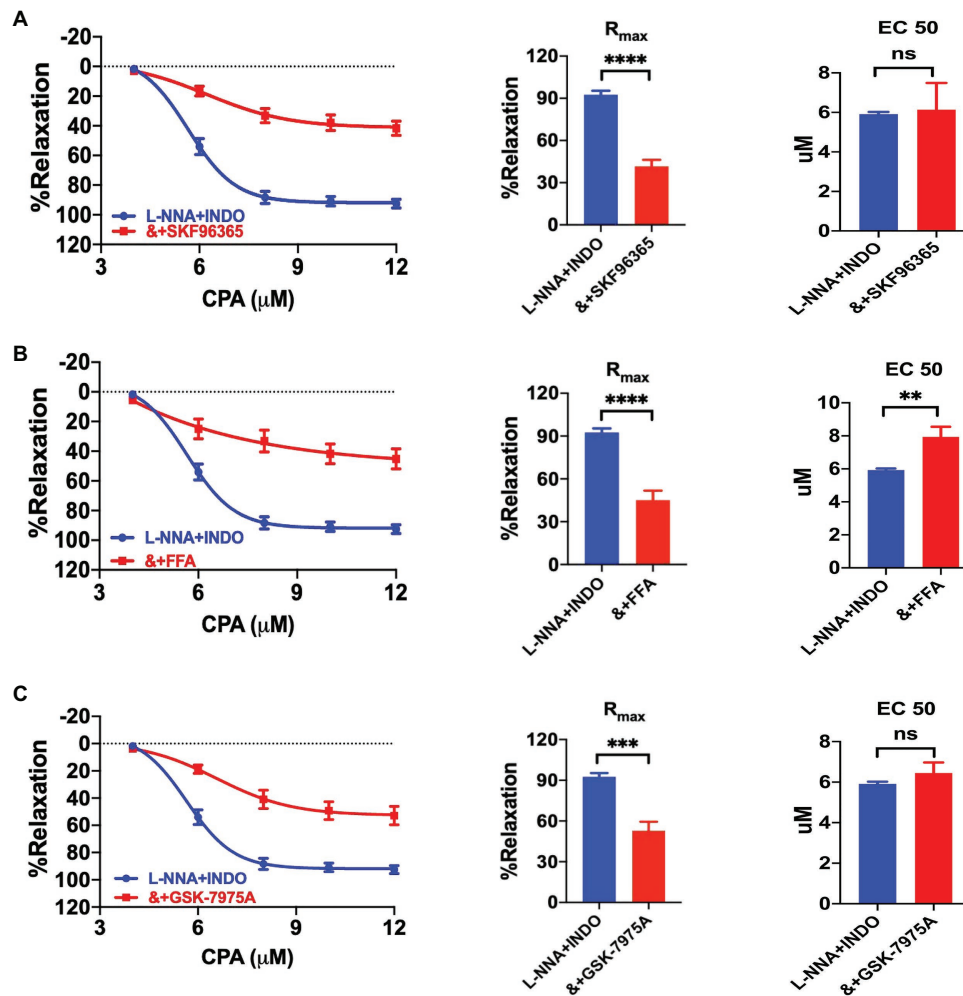 A
-20
0
20
40
60
80
100
120
%Relaxation
L-NNA+INDO
&+SKF96365
3
6
9
12
CPA (μM)
Rmax
****
120
90
60
30
0
%Relaxation
L-NNA+INDO
&+SKF96365
EC 50
ns
8
6
4
2
0
uM
L-NNA+INDO
&+SKF96365
B
-20
0
20
40
60
80
100
120
%Relaxation
L-NNA+INDO
&+FFA
3
6
9
12
CPA (μM)
Rmax
****
120
90
60
30
0
%Relaxation
L-NNA+INDO
&+FFA
EC 50
**
10
8
6
4
2
0
uM
L-NNA+INDO
&+FFA
C
-20
0
20
40
60
80
100
120
%Relaxation
L-NNA+INDO
&+GSK-7975A
3
6
9
12
CPA (μM)
Rmax
***
120
90
60
30
0
%Relaxation
L-NNA+INDO
&+GSK-7975A
EC 50
ns
8
6
4
2
0
uM
L-NNA+INDO
&+GSK-7975A